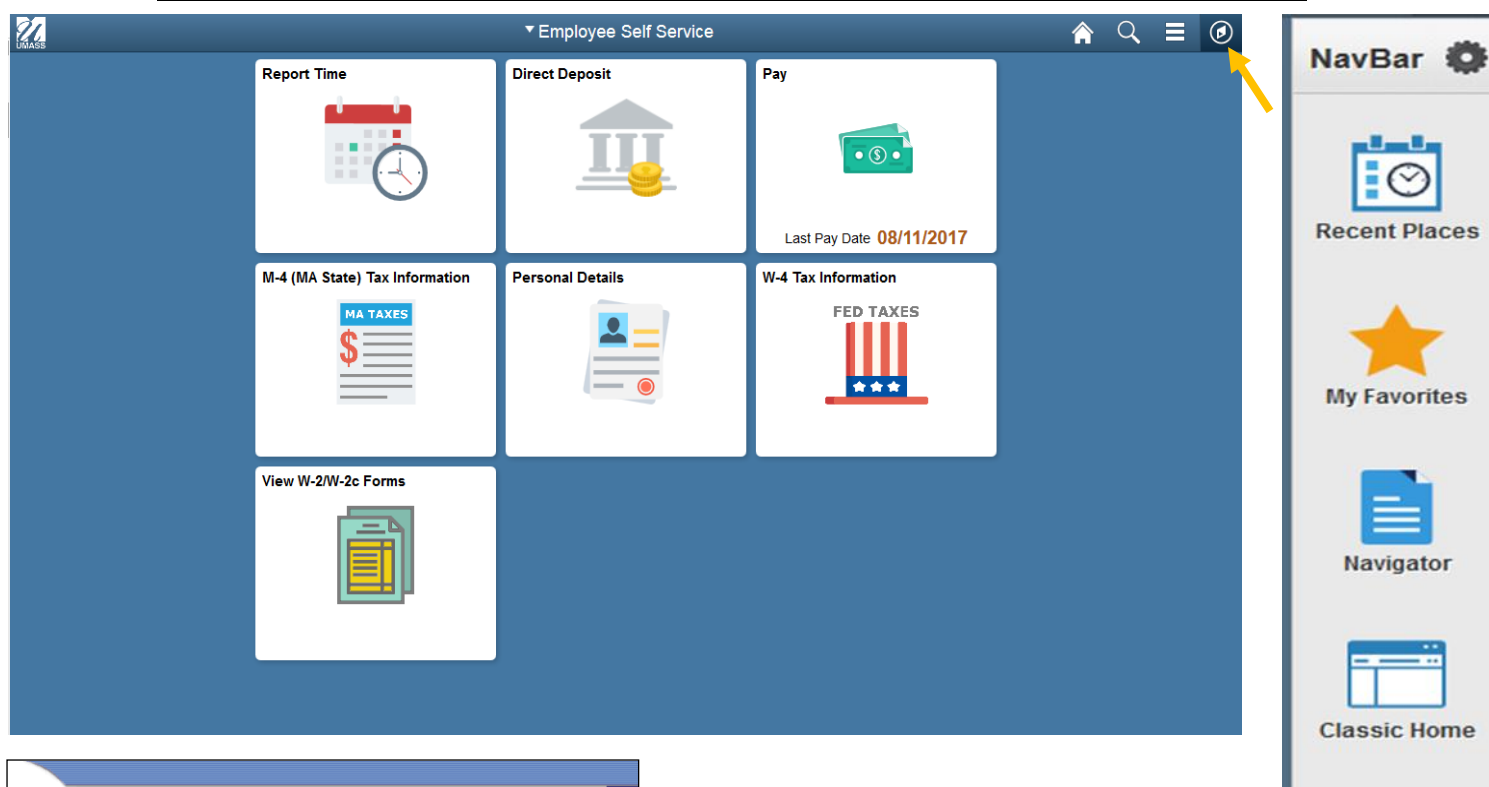 UMASS
Employee Self Service
Report Time
Direct Deposit
Pay
Last Pay Date 08/11/2017
M-4 (MA State) Tax Information
MA TAXES
$
Personal Details
W-4 Tax Information
FED TAXES
View W-2/W-2c Forms
NavBar
Recent Places
My Favorites
Navigator
Classic Home